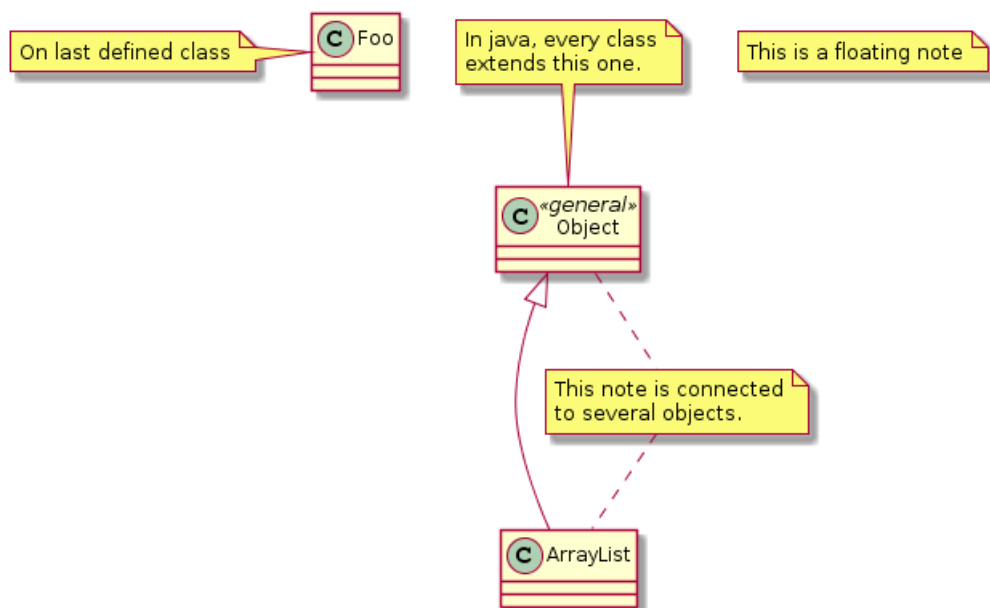 On last defined class
C Foo
In java, every class
extends this one.
This is a floating note
C «general»
Object
This note is connected
to several objects.
C ArrayList